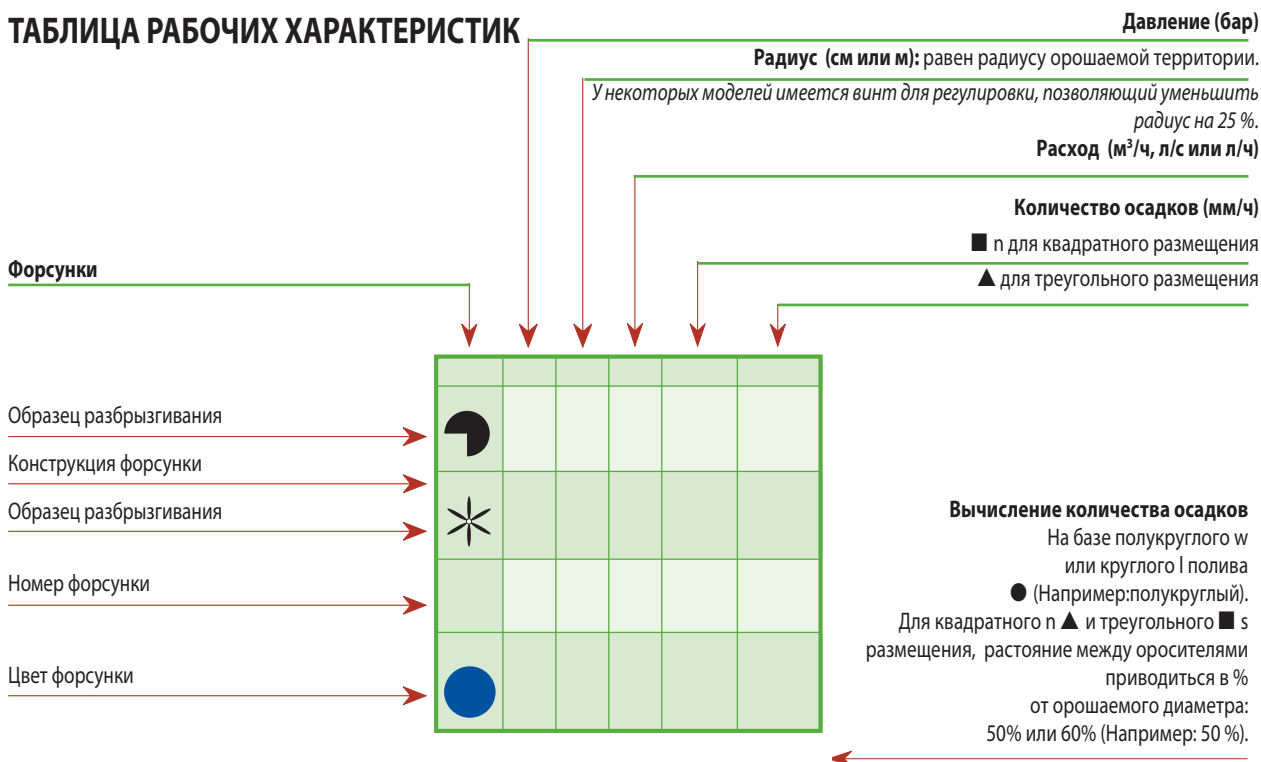 ТАБЛИЦА РАБОЧИХ ХАРАКТЕРИСТИК
Давление (бар)
Радиус (см или м): равен радиусу орошаемой территории.
У некоторых моделей имеется винт для регулировки, позволяющий уменьшить
радиус на 25 %.
Расход (м³/ч, л/с или л/ч)
Количество осадков (мм/ч)
■ n для квадратного размещения
▲ для треугольного размещения
Форсунки
Образец разбрызгивания
Конструкция форсунки
Образец разбрызгивания
Номер форсунки
Цвет форсунки
Вычисление количества осадков
На базе полукруглого w
или круглого l полива
● (Например:полукруглый).
Для квадратного n ▲ и треугольного ■ s
размещения, растояние между оросителями
приводиться в %
от орошаемого диаметра:
50% или 60% (Например: 50 %).